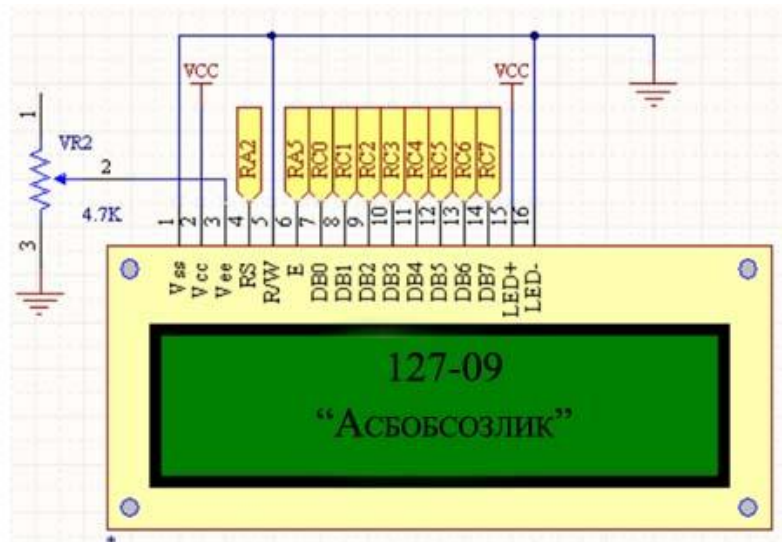 VCC
VCC
1
VR2
2
4.7K
3
RA2
RA5
RC0
RC1
RC2
RC3
RC4
RC5
RC6
RC7
1
2
3
4
5
6
7
8
9
10
11
12
13
14
15
16
Vss
Vcc
Vee
RS
R/W
E
DB0
DB1
DB2
DB3
DB4
DB5
DB6
DB7
LED+
LED-
127-09
“АСБОБСОЗЛИК”